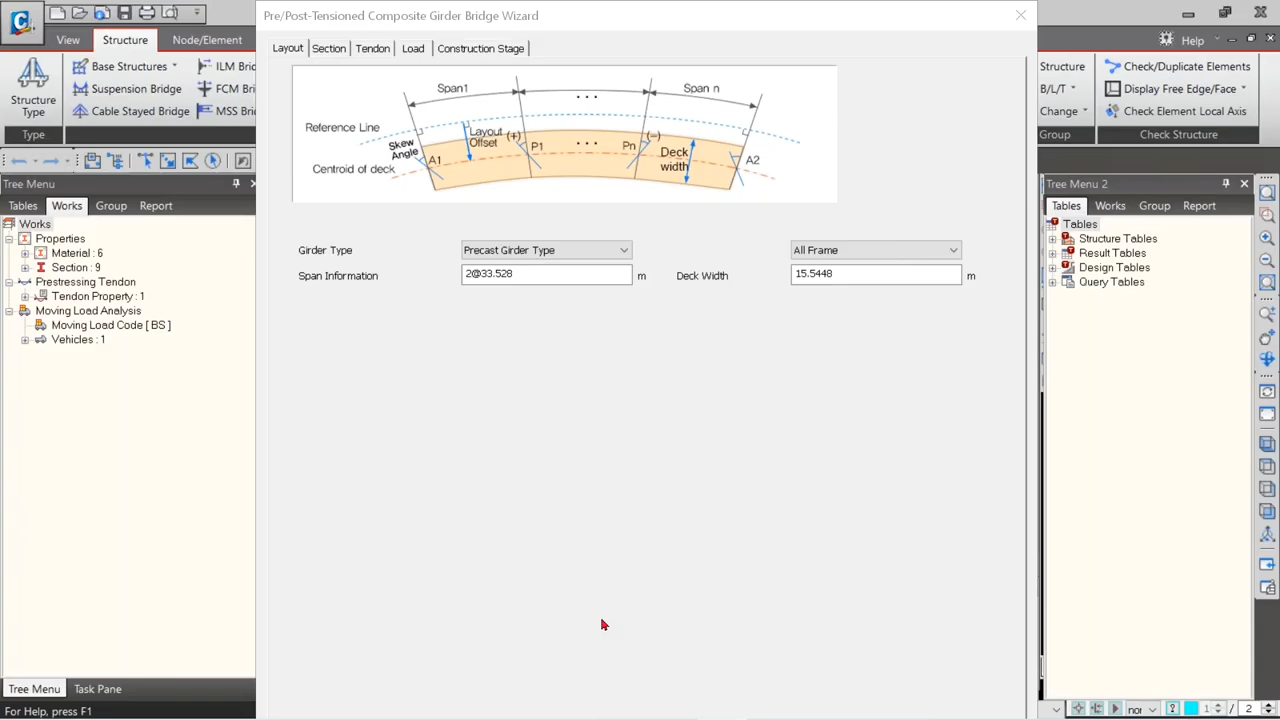 Pre/Post-Tensioned Composite Girder Bridge Wizard
View
Structure
Node/Element
Help
Structure Type
Type
Base Structures
Suspension Bridge
Cable Stayed Bridge
ILM Bri
FCM Br
MSS Bri
Layout
Section
Tendon
Load
Construction Stage
Span1
. . .
Span n
Reference Line
Layout Offset
(+)
(−)
Skew Angle
A1
P1
. . .
Pn
Deck width
A2
Centroid of deck
Girder Type
Precast Girder Type
All Frame
Span Information
2@33.528
m
Deck Width
15.5448
m
Structure
B/L/T
Change
Group
Check/Duplicate Elements
Display Free Edge/Face
Check Element Local Axis
Check Structure
Tree Menu
Tables
Works
Group
Report
Works
Properties
Material : 6
Section : 9
Prestressing Tendon
Tendon Property : 1
Moving Load Analysis
Moving Load Code [ BS ]
Vehicles : 1
Tree Menu 2
Tables
Works
Group
Report
Tables
Structure Tables
Result Tables
Design Tables
Query Tables
Tree Menu
Task Pane
For Help, press F1
nor
1
/
2